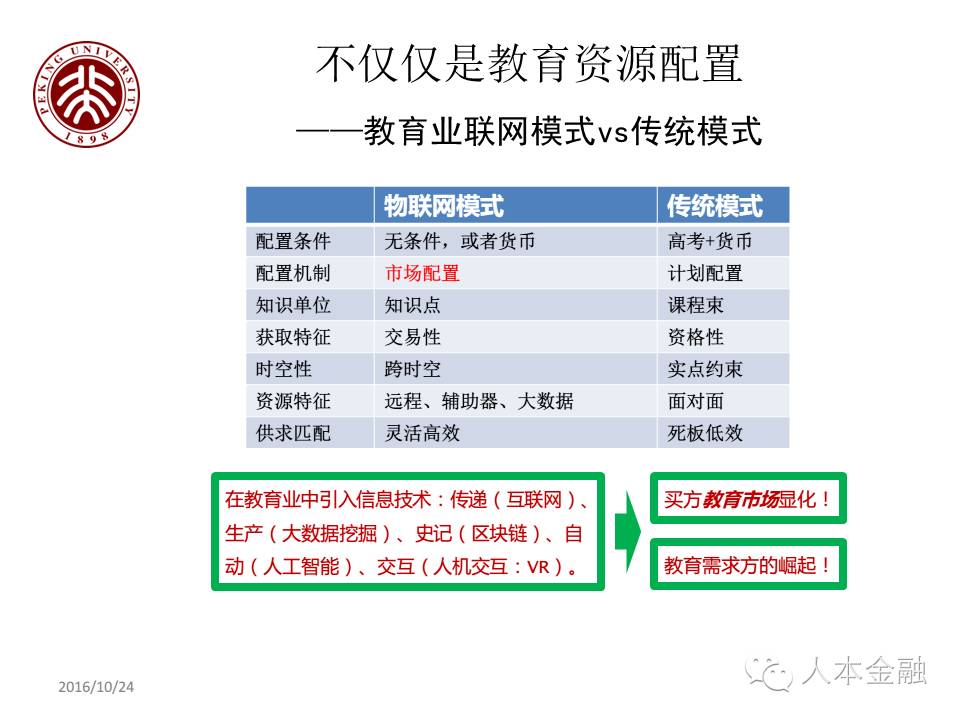 PEKING UNIVERSITY
1898
不仅仅是教育资源配置
——教育业联网模式vs传统模式
物联网模式 传统模式
配置条件 无条件，或者货币 高考+货币
配置机制 市场配置 计划配置
知识单位 知识点 课程束
获取特征 交易性 资格性
时空性 跨时空 实点约束
资源特征 远程、辅助器、大数据 面对面
供求匹配 灵活高效 死板低效
在教育业中引入信息技术：传递（互联网）、
生产（大数据挖掘）、史记（区块链）、自
动（人工智能）、交互（人机交互：VR）。
买方教育市场显化！
教育需求方的崛起！
2016/10/24
人本金融